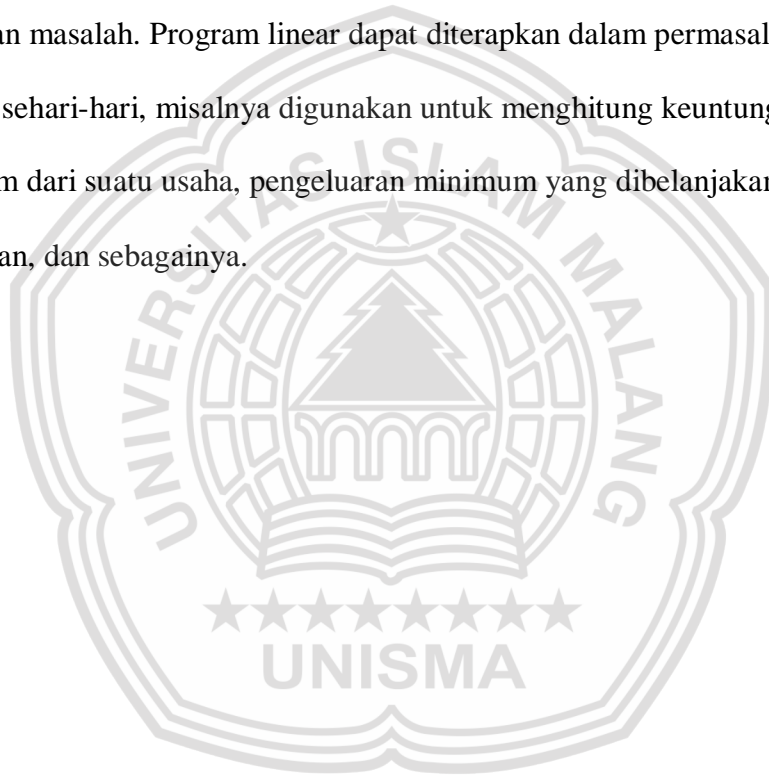 an masalah. Program linear dapat diterapkan dalam permasal
sehari-hari, misalnya digunakan untuk menghitung keuntung
m dari suatu usaha, pengeluaran minimum yang dibelanjakan
an, dan sebagainya.
UNIVERSITAS ISLAM MALANG
UNISMA